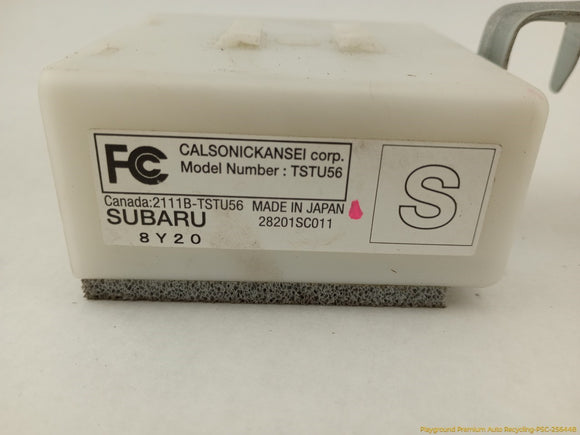 FC CALSONICKANSEI corp.
Model Number : TSTU56
Canada:2111B-TSTU56 MADE IN JAPAN
SUBARU 28201SC011
8Y20
S
Playground Premium Auto Recycling-PSC-256448